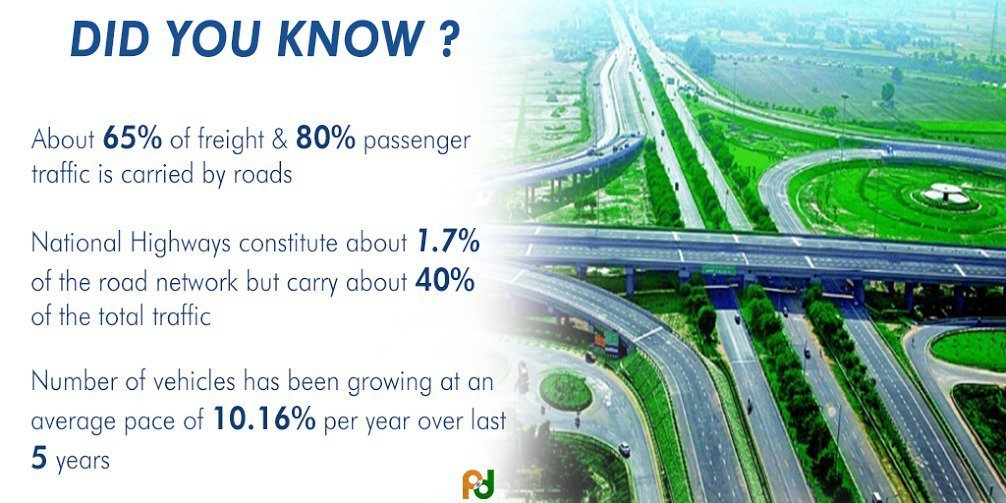 DID YOU KNOW ?
About 65% of freight & 80% passenger
traffic is carried by roads
National Highways constitute about 1.7%
of the road network but carry about 40%
of the total traffic
Number of vehicles has been growing at an
average pace of 10.16% per year over last
5 years
pd